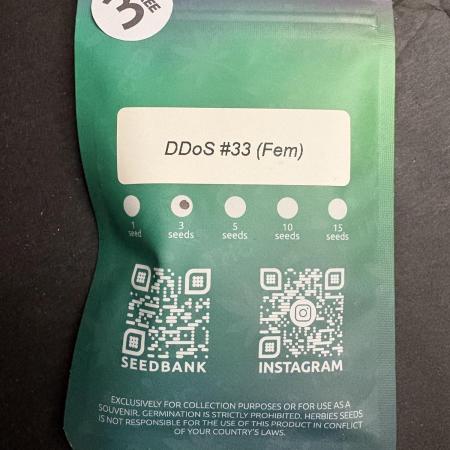 3
FREE
DDoS #33 (Fem)
1 3 5 10 15
seed seeds seeds seeds seeds
SEEDBANK INSTAGRAM
EXCLUSIVELY FOR COLLECTION PURPOSES OR FOR USE AS A
SOUVENIR. GERMINATION IS STRICTLY PROHIBITED. HERBIES SEEDS
IS NOT RESPONSIBLE FOR THE USE OF THIS PRODUCT IN CONFLICT
OF YOUR COUNTRY'S LAWS.